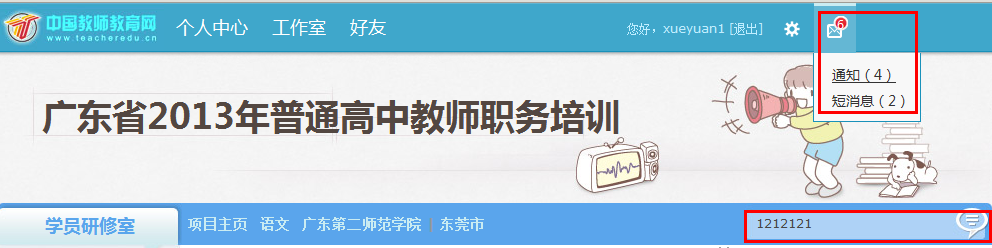 中国教师教育网 个人中心 工作室 好友 您好，xueyuan1 [退出] 6
www.teacheredu.cn
通知（4）
短消息（2）
广东省2013年普通高中教师职务培训
学员研修室 项目主页 语文 广东第二师范学院 | 东莞市 1212121